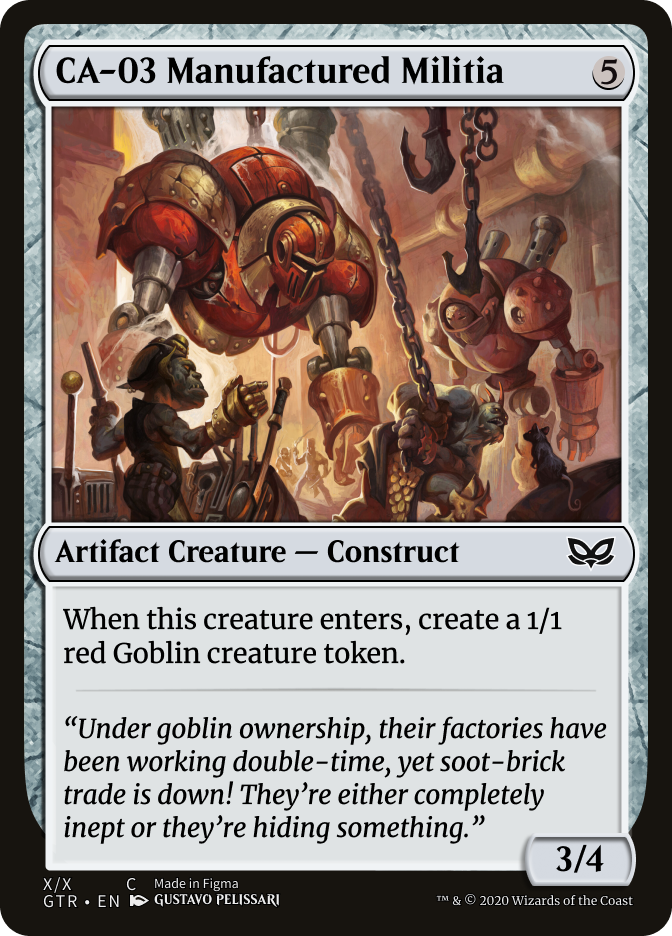 CA-03 Manufactured Militia
5
Artifact Creature — Construct
When this creature enters, create a 1/1
red Goblin creature token.
“Under goblin ownership, their factories have
been working double-time, yet soot-brick
trade is down! They’re either completely
inept or they’re hiding something.”
3/4
X/X C Made in Figma
GTR • EN GUSTAVO PELISSARI ™ & © 2020 Wizards of the Coast